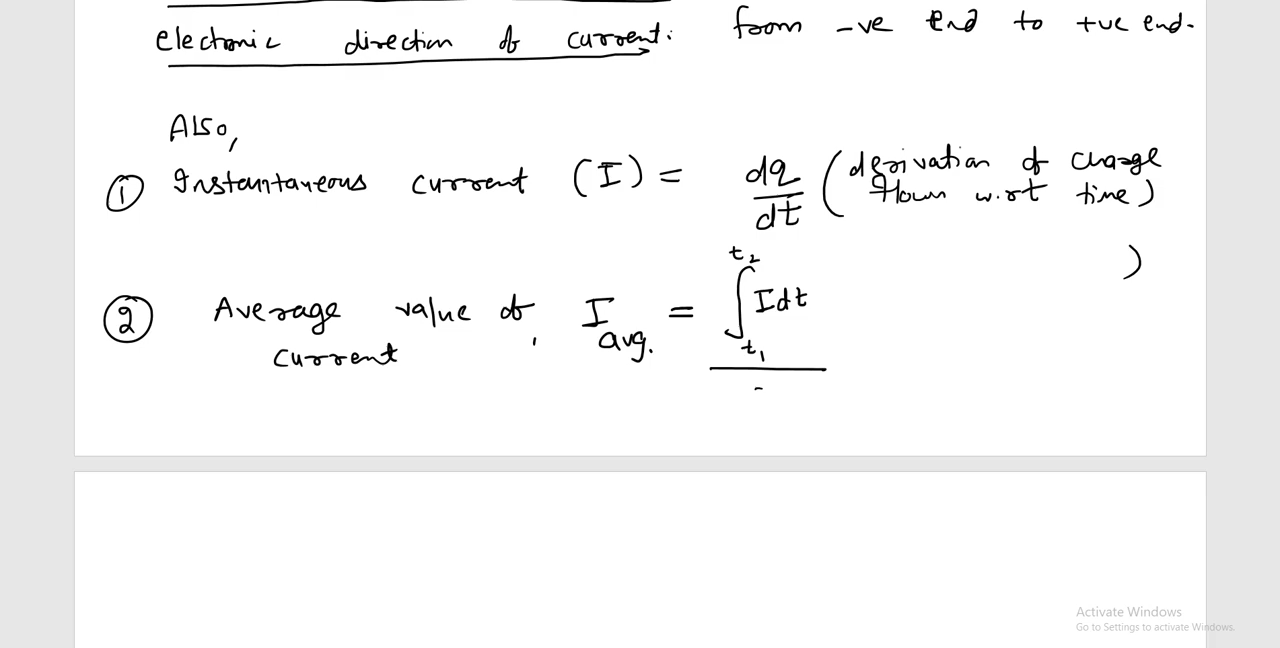 electronic direction of current. from -ve end to +ve end.
Also,
① Instantaneous current (I) = dq/dt (derivation of charge
flown w.r.t time)
)
② Average value of, I avg. = ∫ t₂ t₁ I dt
current
Activate Windows
Go to Settings to activate Windows.